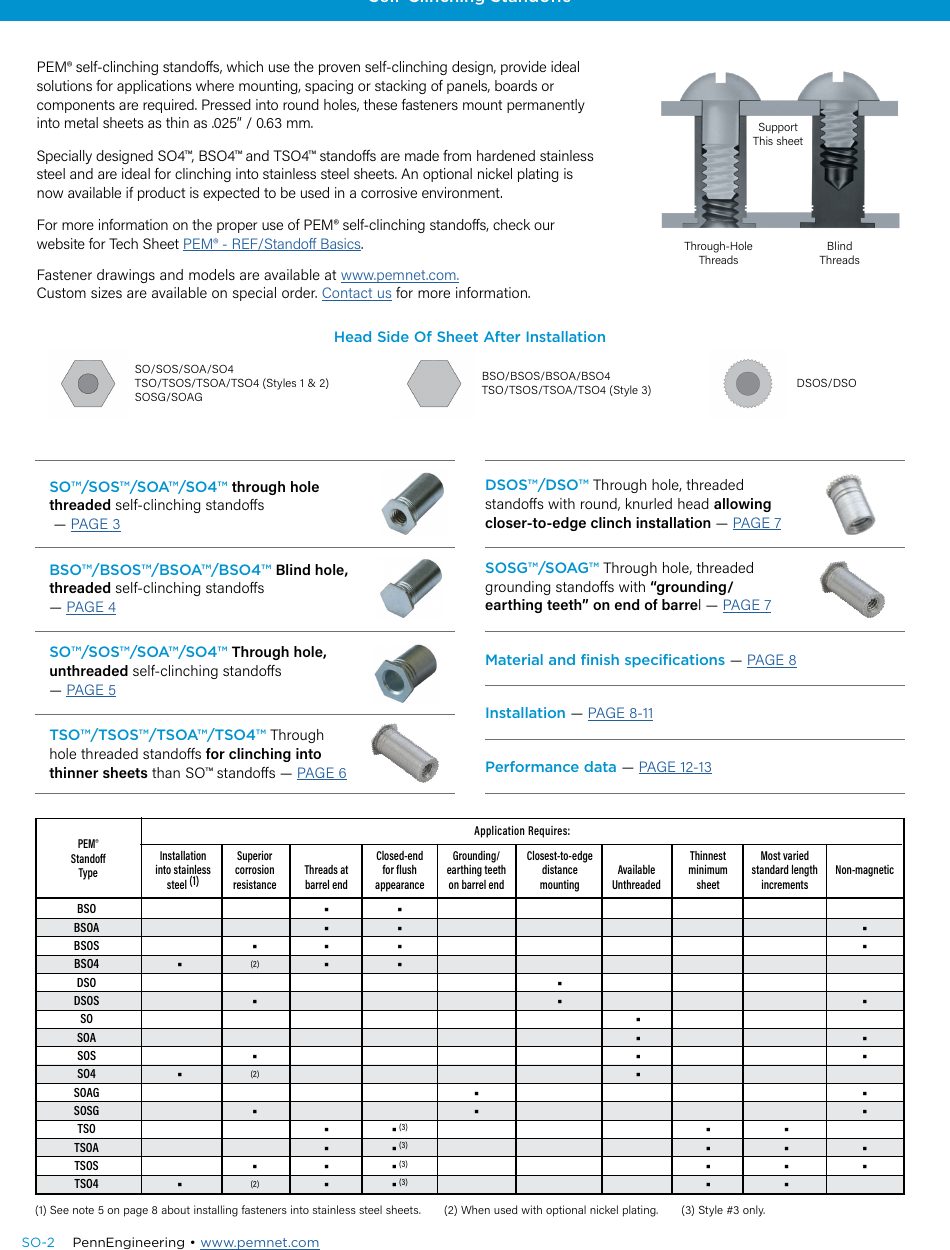 Self-Clinching Standoffs
PEM® self-clinching standoffs, which use the proven self-clinching design, provide ideal
solutions for applications where mounting, spacing or stacking of panels, boards or
components are required. Pressed into round holes, these fasteners mount permanently
into metal sheets as thin as .025” / 0.63 mm.
Specially designed SO4™, BSO4™ and TSO4™ standoffs are made from hardened stainless
steel and are ideal for clinching into stainless steel sheets. An optional nickel plating is
now available if product is expected to be used in a corrosive environment.
For more information on the proper use of PEM® self-clinching standoffs, check our
website for Tech Sheet PEM® - REF/Standoff Basics.
Fastener drawings and models are available at www.pemnet.com.
Custom sizes are available on special order. Contact us for more information.
Support
This sheet
Through-Hole
Threads
Blind
Threads
Head Side Of Sheet After Installation
SO/SOS/SOA/SO4
TSO/TSOS/TSOA/TSO4 (Styles 1 & 2)
SOSG/SOAG
BSO/BSOS/BSOA/BSO4
TSO/TSOS/TSOA/TSO4 (Style 3)
DSOS/DSO
SO™/SOS™/SOA™/SO4™ through hole
threaded self-clinching standoffs
— PAGE 3
BSO™/BSOS™/BSOA™/BSO4™ Blind hole,
threaded self-clinching standoffs
— PAGE 4
SO™/SOS™/SOA™/SO4™ Through hole,
unthreaded self-clinching standoffs
— PAGE 5
TSO™/TSOS™/TSOA™/TSO4™ Through
hole threaded standoffs for clinching into
thinner sheets than SO™ standoffs — PAGE 6
DSOS™/DSO™ Through hole, threaded
standoffs with round, knurled head allowing
closer-to-edge clinch installation — PAGE 7
SOSG™/SOAG™ Through hole, threaded
grounding standoffs with “grounding/
earthing teeth” on end of barrel — PAGE 7
Material and finish specifications — PAGE 8
Installation — PAGE 8-11
Performance data — PAGE 12-13
PEM®
Standoff
Type
Application Requires:
Installation
into stainless
steel (1)
Superior
corrosion
resistance
Threads at
barrel end
Closed-end
for flush
appearance
Grounding/
earthing teeth
on barrel end
Closest-to-edge
distance
mounting
Available
Unthreaded
Thinnest
minimum
sheet
Most varied
standard length
increments
Non-magnetic
BSO ▪ ▪
BSOA ▪ ▪ ▪
BSOS ▪ ▪ ▪ ▪
BSO4 ▪ (2) ▪ ▪
DSO ▪
DSOS ▪ ▪ ▪
SO ▪
SOA ▪ ▪
SOS ▪ ▪ ▪
SO4 ▪ (2) ▪
SOAG ▪ ▪
SOSG ▪ ▪ ▪
TSO ▪ ▪ (3) ▪ ▪
TSOA ▪ ▪ (3) ▪ ▪ ▪
TSOS ▪ ▪ ▪ (3) ▪ ▪ ▪
TSO4 ▪ (2) ▪ ▪ (3) ▪ ▪
(1) See note 5 on page 8 about installing fasteners into stainless steel sheets. (2) When used with optional nickel plating. (3) Style #3 only.
SO-2 PennEngineering • www.pemnet.com